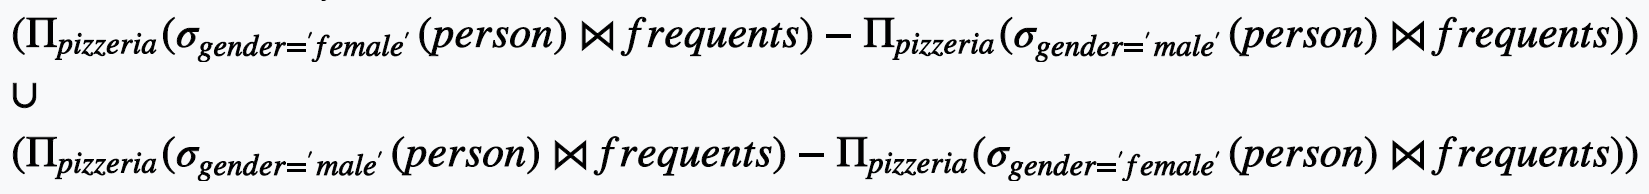 (Π_pizzeria(σ_gender=′female′(person) ⋈ frequents) − Π_pizzeria(σ_gender=′male′(person) ⋈ frequents))
∪
(Π_pizzeria(σ_gender=′male′(person) ⋈ frequents) − Π_pizzeria(σ_gender=′female′(person) ⋈ frequents))